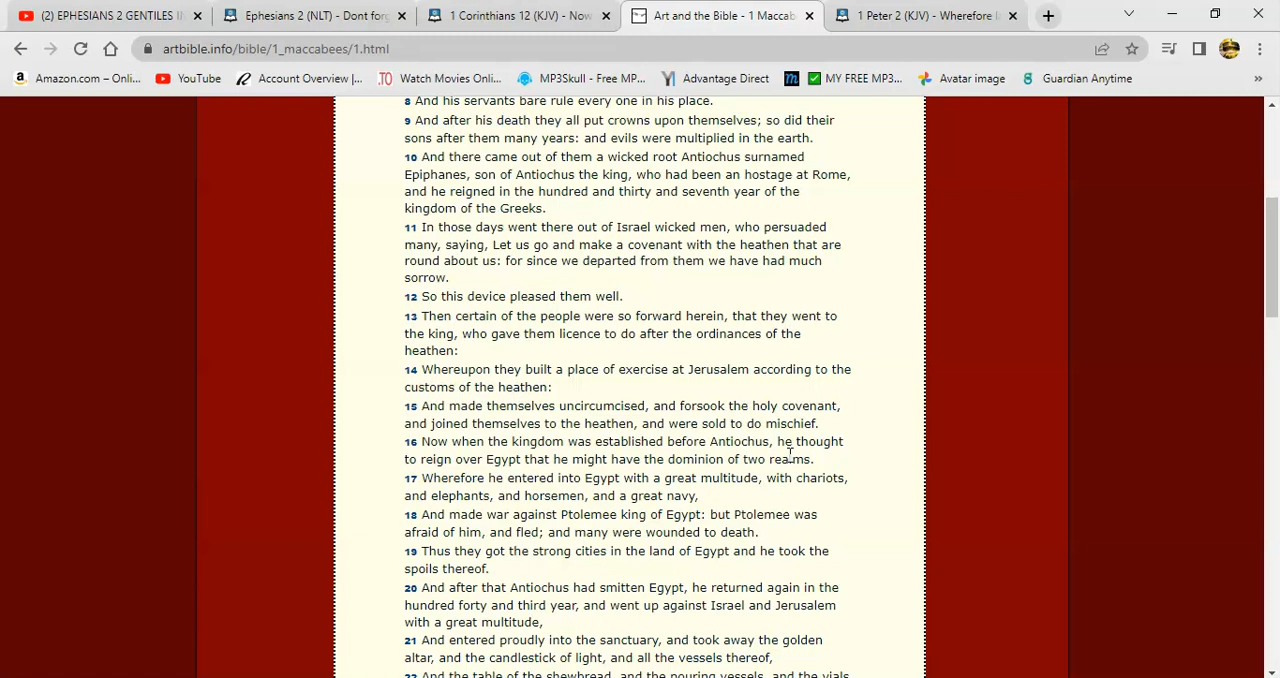 (2) EPHESIANS 2 GENTILES I
Ephesians 2 (NLT) - Dont for
1 Corinthians 12 (KJV) - Now
Art and the Bible - 1 Maccab
1 Peter 2 (KJV) - Wherefore l
artbible.info/bible/1_maccabees/1.html
Amazon.com – Onli...
YouTube
Account Overview |...
Watch Movies Onli...
MP3Skull - Free MP...
Advantage Direct
MY FREE MP3...
Avatar image
Guardian Anytime
»
8 And his servants bare rule every one in his place.
9 And after his death they all put crowns upon themselves; so did their
sons after them many years: and evils were multiplied in the earth.
10 And there came out of them a wicked root Antiochus surnamed
Epiphanes, son of Antiochus the king, who had been an hostage at Rome,
and he reigned in the hundred and thirty and seventh year of the
kingdom of the Greeks.
11 In those days went there out of Israel wicked men, who persuaded
many, saying, Let us go and make a covenant with the heathen that are
round about us: for since we departed from them we have had much
sorrow.
12 So this device pleased them well.
13 Then certain of the people were so forward herein, that they went to
the king, who gave them licence to do after the ordinances of the
heathen:
14 Whereupon they built a place of exercise at Jerusalem according to the
customs of the heathen:
15 And made themselves uncircumcised, and forsook the holy covenant,
and joined themselves to the heathen, and were sold to do mischief.
16 Now when the kingdom was established before Antiochus, he thought
to reign over Egypt that he might have the dominion of two realms.
17 Wherefore he entered into Egypt with a great multitude, with chariots,
and elephants, and horsemen, and a great navy,
18 And made war against Ptolemee king of Egypt: but Ptolemee was
afraid of him, and fled; and many were wounded to death.
19 Thus they got the strong cities in the land of Egypt and he took the
spoils thereof.
20 And after that Antiochus had smitten Egypt, he returned again in the
hundred forty and third year, and went up against Israel and Jerusalem
with a great multitude,
21 And entered proudly into the sanctuary, and took away the golden
altar, and the candlestick of light, and all the vessels thereof,
22 And the table of the shewbread, and the pouring vessels, and the vials